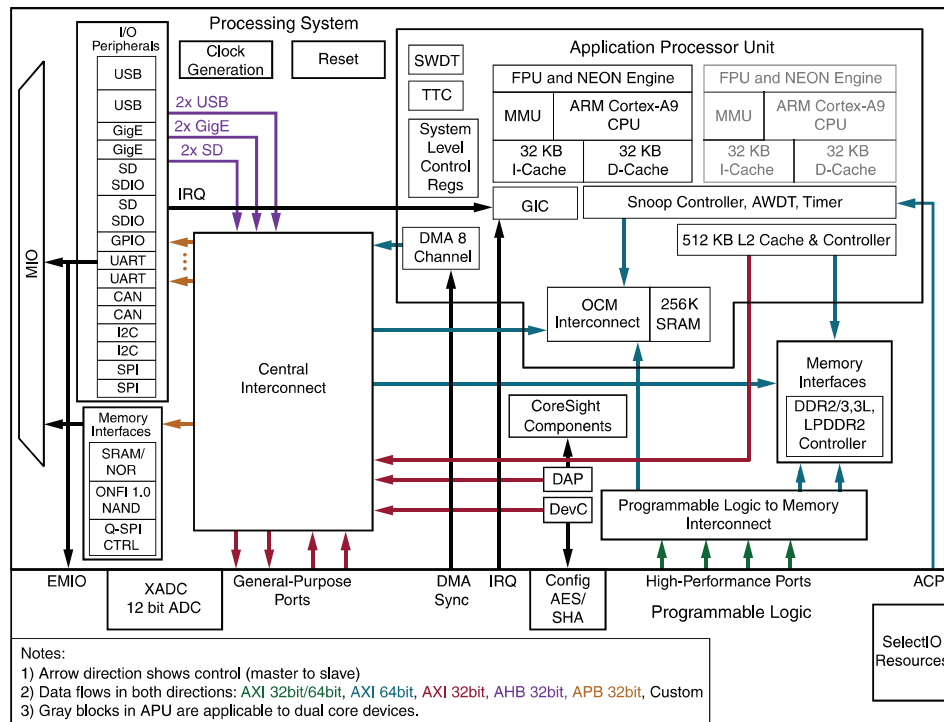 Processing System
I/O
Peripherals
USB
USB
GigE
GigE
SD
SDIO
SD
SDIO
GPIO
UART
UART
CAN
CAN
I2C
I2C
SPI
SPI
MIO
Clock
Generation
Reset
2x USB
2x GigE
2x SD
IRQ
Application Processor Unit
SWDT
TTC
System
Level
Control
Regs
FPU and NEON Engine
MMU
ARM Cortex-A9
CPU
32 KB
I-Cache
32 KB
D-Cache
FPU and NEON Engine
MMU
ARM Cortex-A9
CPU
32 KB
I-Cache
32 KB
D-Cache
GIC
Snoop Controller, AWDT, Timer
DMA 8
Channel
512 KB L2 Cache & Controller
OCM
Interconnect
256K
SRAM
Central
Interconnect
Memory
Interfaces
DDR2/3,3L,
LPDDR2
Controller
Memory
Interfaces
SRAM/
NOR
ONFI 1.0
NAND
Q-SPI
CTRL
CoreSight
Components
DAP
DevC
Programmable Logic to Memory
Interconnect
EMIO
XADC
12 bit ADC
General-Purpose
Ports
DMA
Sync
IRQ
Config
AES/
SHA
High-Performance Ports
ACP
Programmable Logic
SelectIO
Resources
Notes:
1) Arrow direction shows control (master to slave)
2) Data flows in both directions: AXI 32bit/64bit, AXI 64bit, AXI 32bit, AHB 32bit, APB 32bit, Custom
3) Gray blocks in APU are applicable to dual core devices.